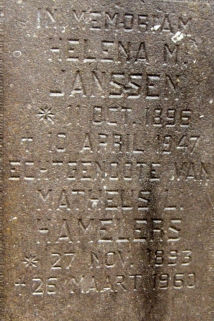 IN MEMORIAM
HELENA M.
JANSSEN
* 11 OCT 1896
+ 10 APRIL 1947
ECHTGENOTE VAN
MATHEUS L.
HAMELERS
* 27 NOV 1893
+ 26 MAART 1960